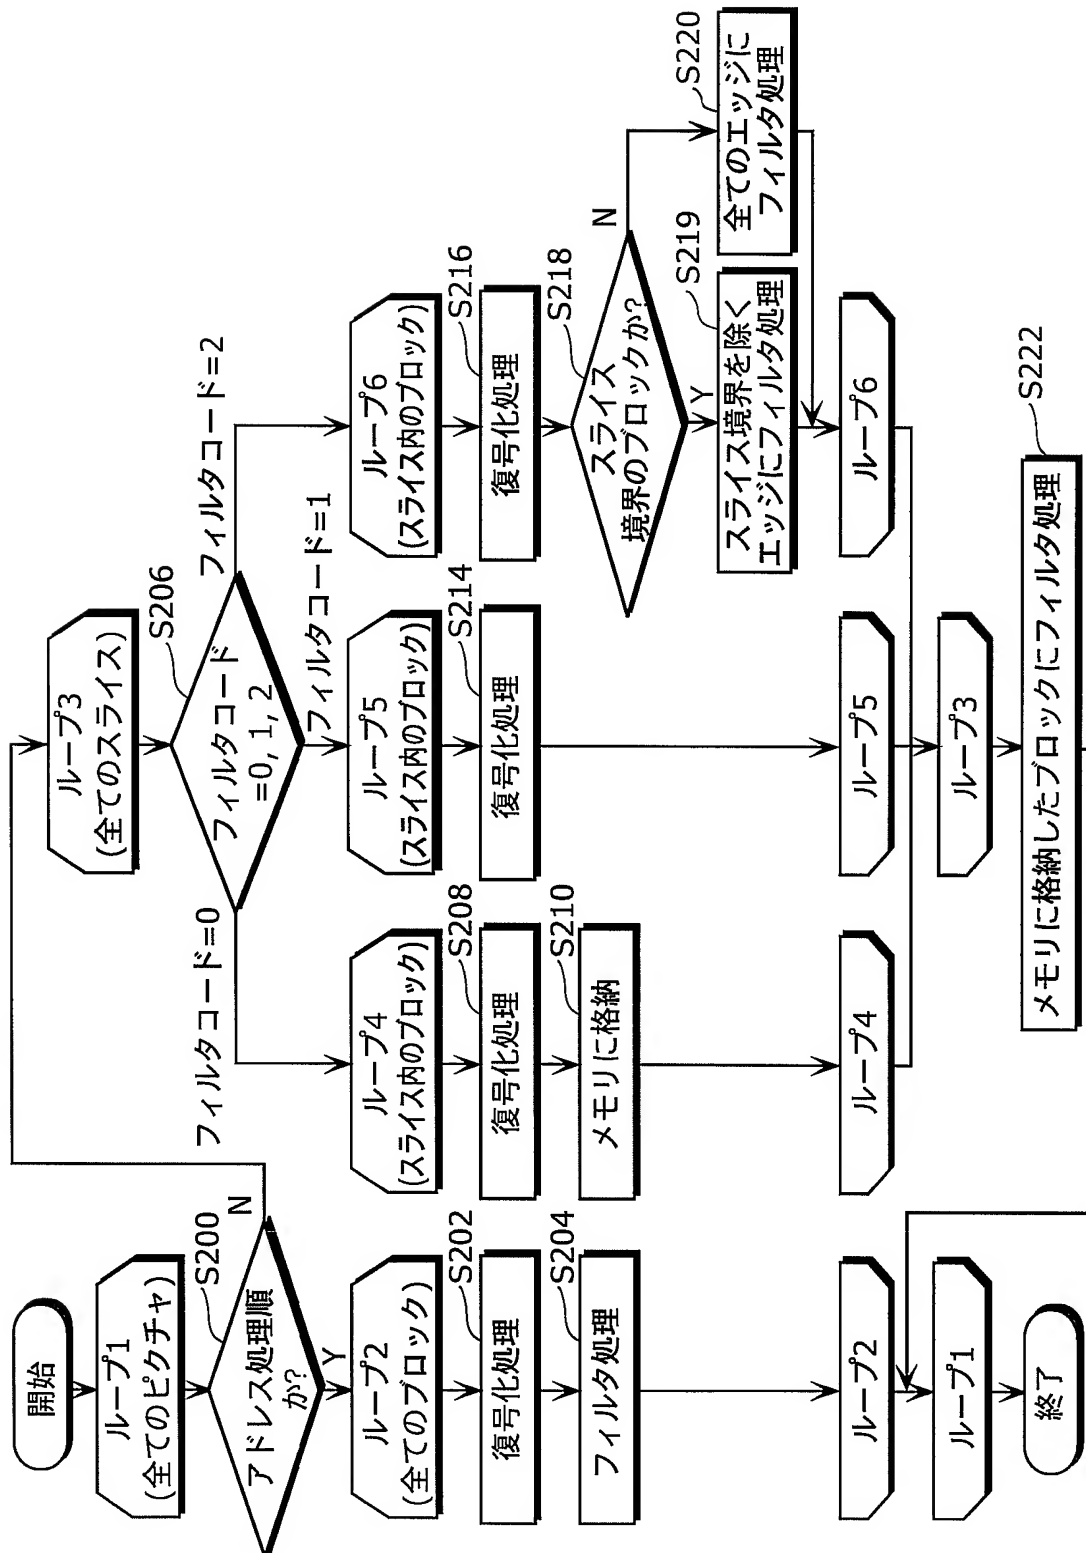 開始
ループ1
(全てのピクチャ)
S200
アドレス処理順
か?
N
Y
ループ2
(全てのブロック)
S202
復号化処理
S204
フィルタ処理
ループ2
ループ1
終了
ループ3
(全てのスライス)
S206
フィルタコード
=0, 1, 2
フィルタコード=0
フィルタコード=1
フィルタコード=2
ループ4
(スライス内のブロック)
S208
復号化処理
S210
メモリに格納
ループ4
ループ5
(スライス内のブロック)
S214
復号化処理
ループ5
ループ6
(スライス内のブロック)
S216
復号化処理
S218
スライス
境界のブロックか?
N
Y
S219
スライス境界を除く
エッジにフィルタ処理
S220
全てのエッジに
フィルタ処理
ループ6
ループ3
S222
メモリに格納したブロックにフィルタ処理